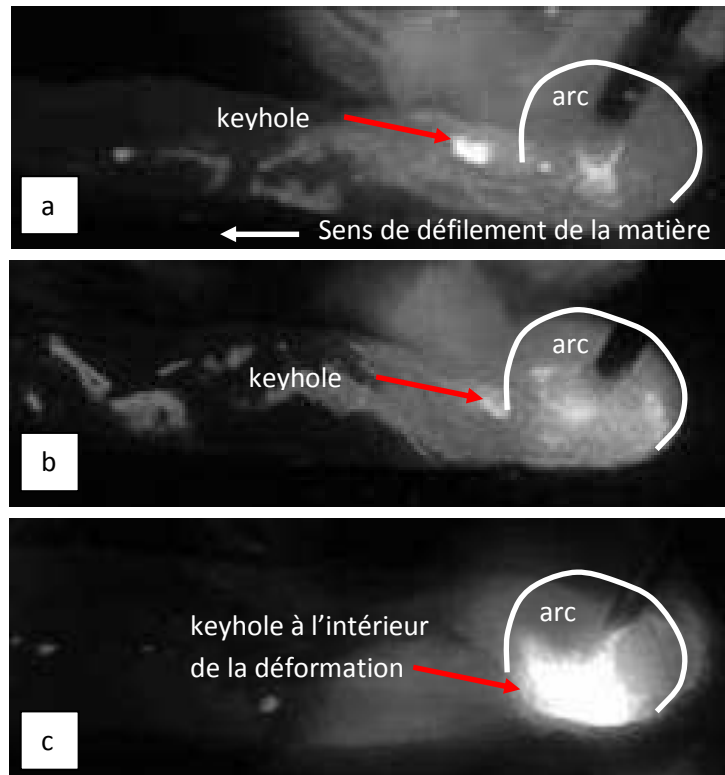 arc
keyhole
a
Sens de défilement de la matière
arc
keyhole
b
arc
keyhole à l'intérieur
de la déformation
c